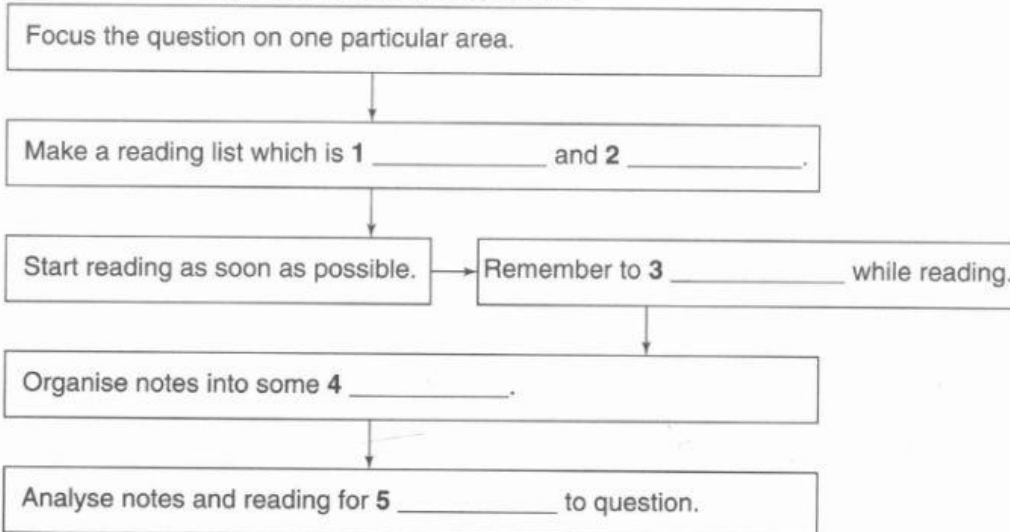 Focus the question on one particular area.
Make a reading list which is 1 ____________ and 2 ____________.
Start reading as soon as possible.
Remember to 3 ____________ while reading.
Organise notes into some 4 ___________.
Analyse notes and reading for 5 ___________ to question.